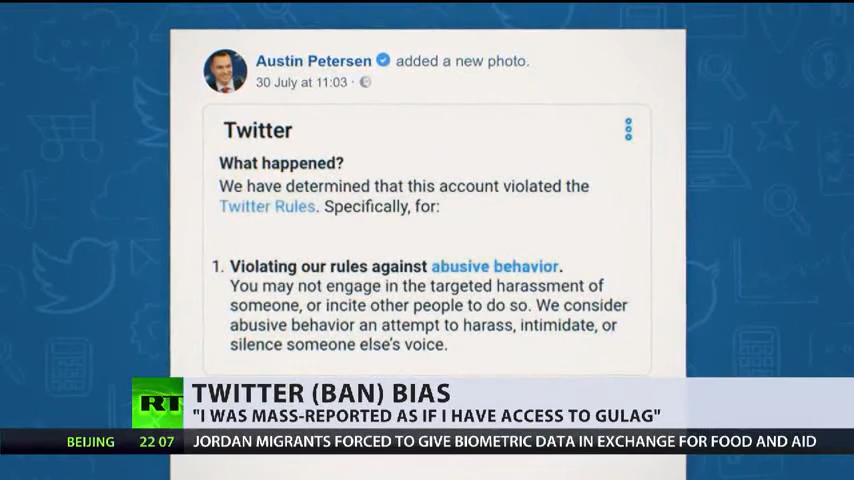 Austin Petersen added a new photo.
30 July at 11:03 ·
Twitter
What happened?
We have determined that this account violated the
Twitter Rules. Specifically, for:
1. Violating our rules against abusive behavior.
You may not engage in the targeted harassment of
someone, or incite other people to do so. We consider
abusive behavior an attempt to harass, intimidate, or
silence someone else's voice.
RT
TWITTER (BAN) BIAS
"I WAS MASS-REPORTED AS IF I HAVE ACCESS TO GULAG"
BEIJING 22 07 JORDAN MIGRANTS FORCED TO GIVE BIOMETRIC DATA IN EXCHANGE FOR FOOD AND AID